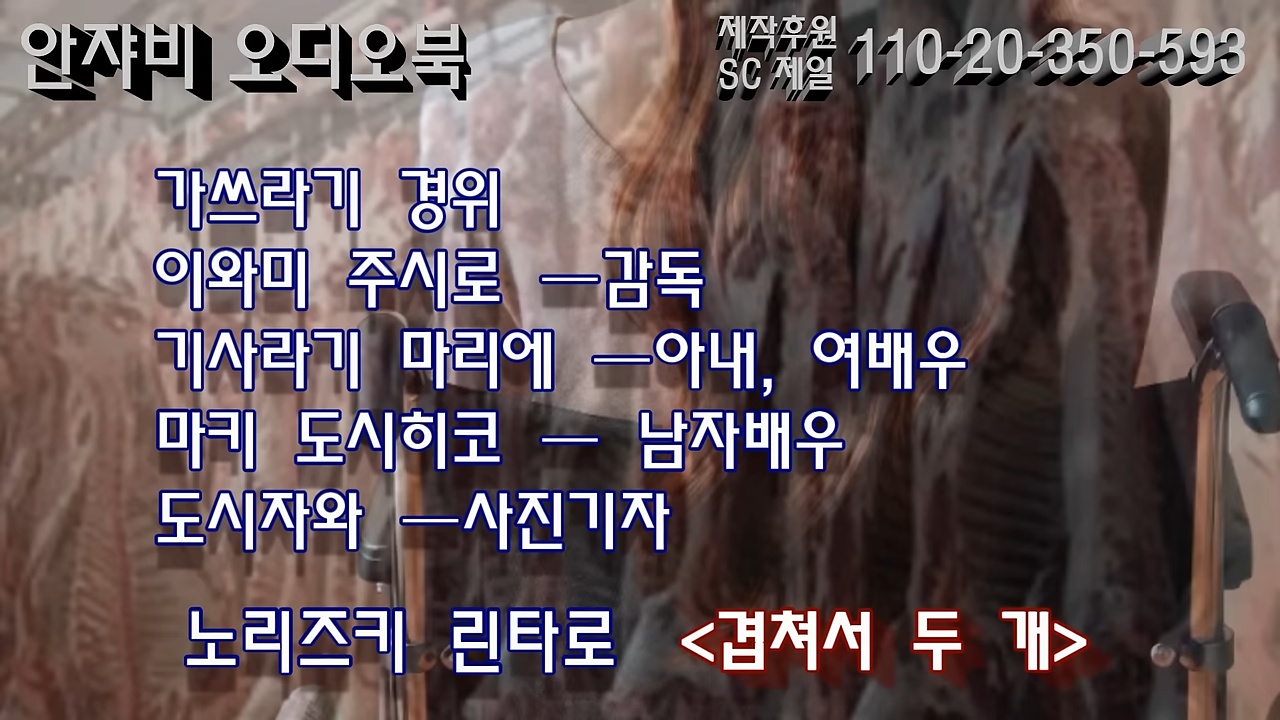 안쟈비 오디오북
제작후원
SC 제일
110-20-350-593
가쓰라기 경위
이와미 주시로 —감독
기사라기 마리에 —아내, 여배우
마키 도시히코 — 남자배우
도시자와 —사진기자
노리즈키 린타로 <겹쳐서 두 개>